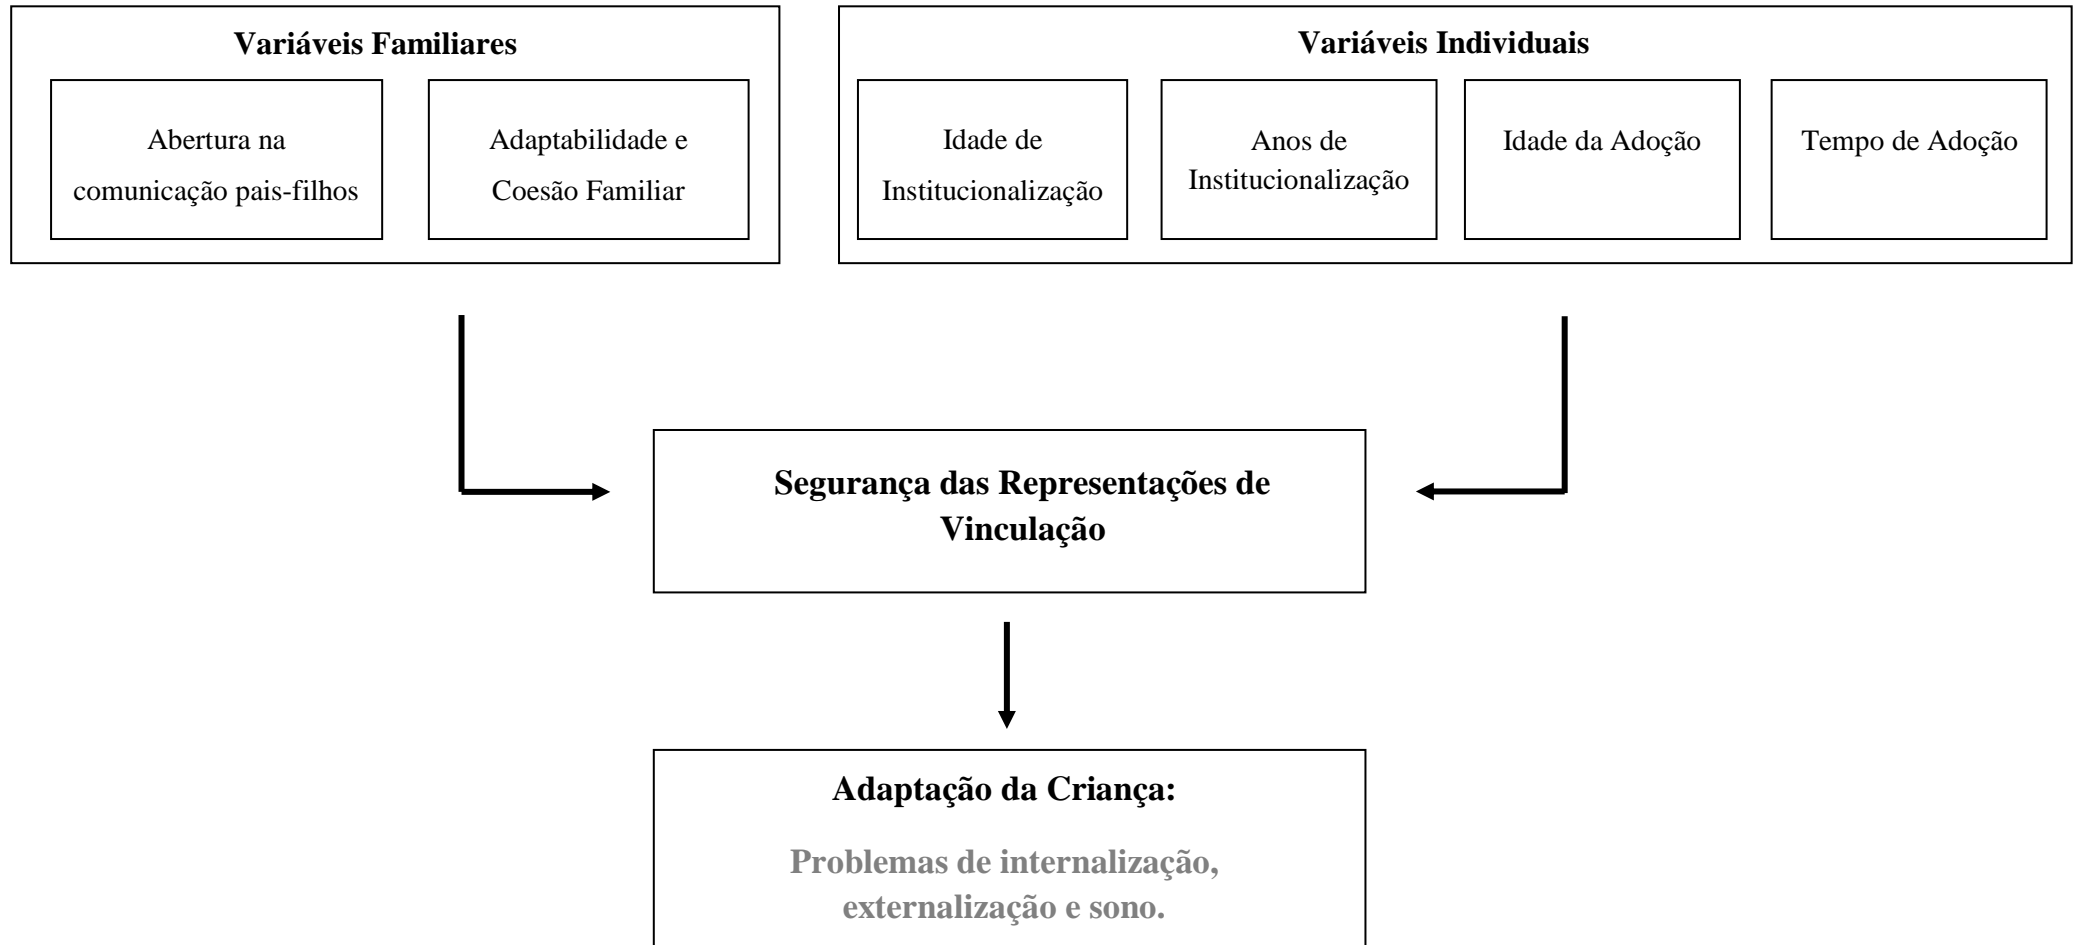 Variáveis Familiares
Abertura na
comunicação pais-filhos
Adaptabilidade e
Coesão Familiar
Variáveis Individuais
Idade de
Institucionalização
Anos de
Institucionalização
Idade da Adoção
Tempo de Adoção
Segurança das Representações de
Vinculação
Adaptação da Criança:
Problemas de internalização,
externalização e sono.